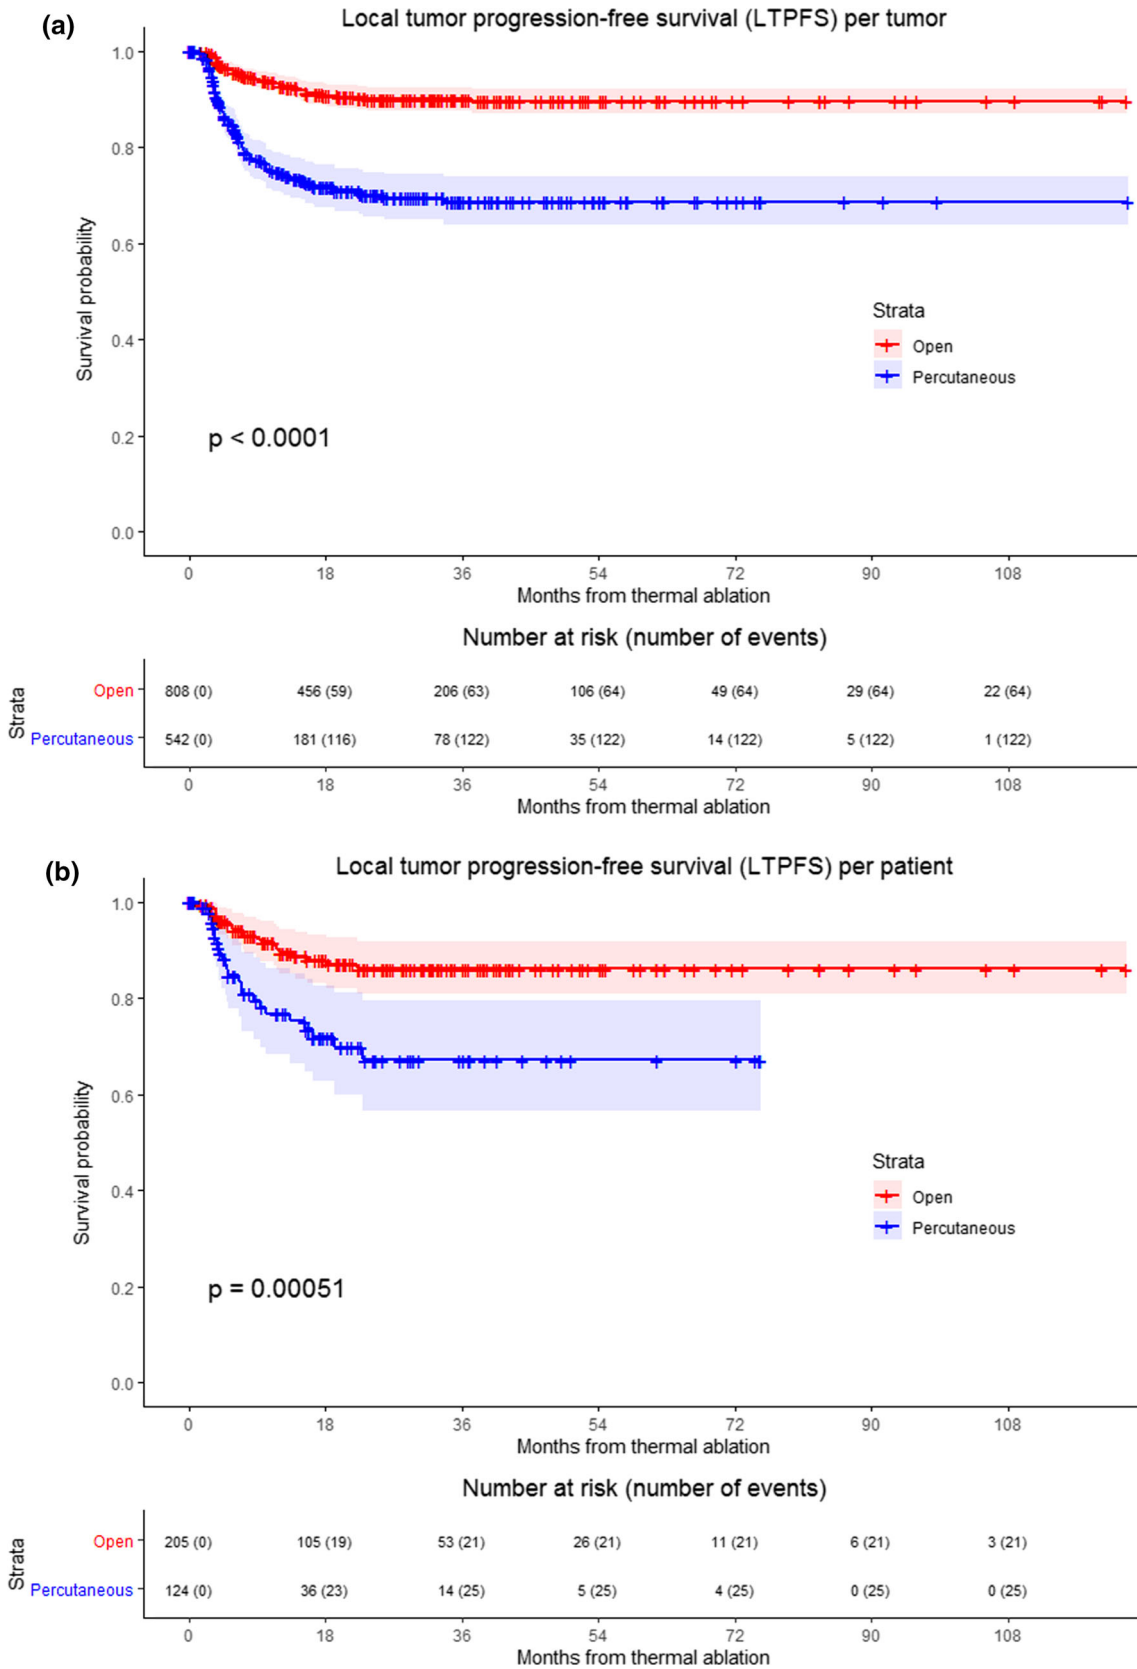 (a)
Local tumor progression-free survival (LTPFS) per tumor
1.0
0.8
0.6
0.4
0.2
0.0
Survival probability
Strata
Open
Percutaneous
p < 0.0001
0 18 36 54 72 90 108
Months from thermal ablation
Number at risk (number of events)
Strata
Open 808 (0) 456 (59) 206 (63) 106 (64) 49 (64) 29 (64) 22 (64)
Percutaneous 542 (0) 181 (116) 78 (122) 35 (122) 14 (122) 5 (122) 1 (122)
0 18 36 54 72 90 108
Months from thermal ablation
(b)
Local tumor progression-free survival (LTPFS) per patient
1.0
0.8
0.6
0.4
0.2
0.0
Survival probability
Strata
Open
Percutaneous
p = 0.00051
0 18 36 54 72 90 108
Months from thermal ablation
Number at risk (number of events)
Strata
Open 205 (0) 105 (19) 53 (21) 26 (21) 11 (21) 6 (21) 3 (21)
Percutaneous 124 (0) 36 (23) 14 (25) 5 (25) 4 (25) 0 (25) 0 (25)
0 18 36 54 72 90 108
Months from thermal ablation